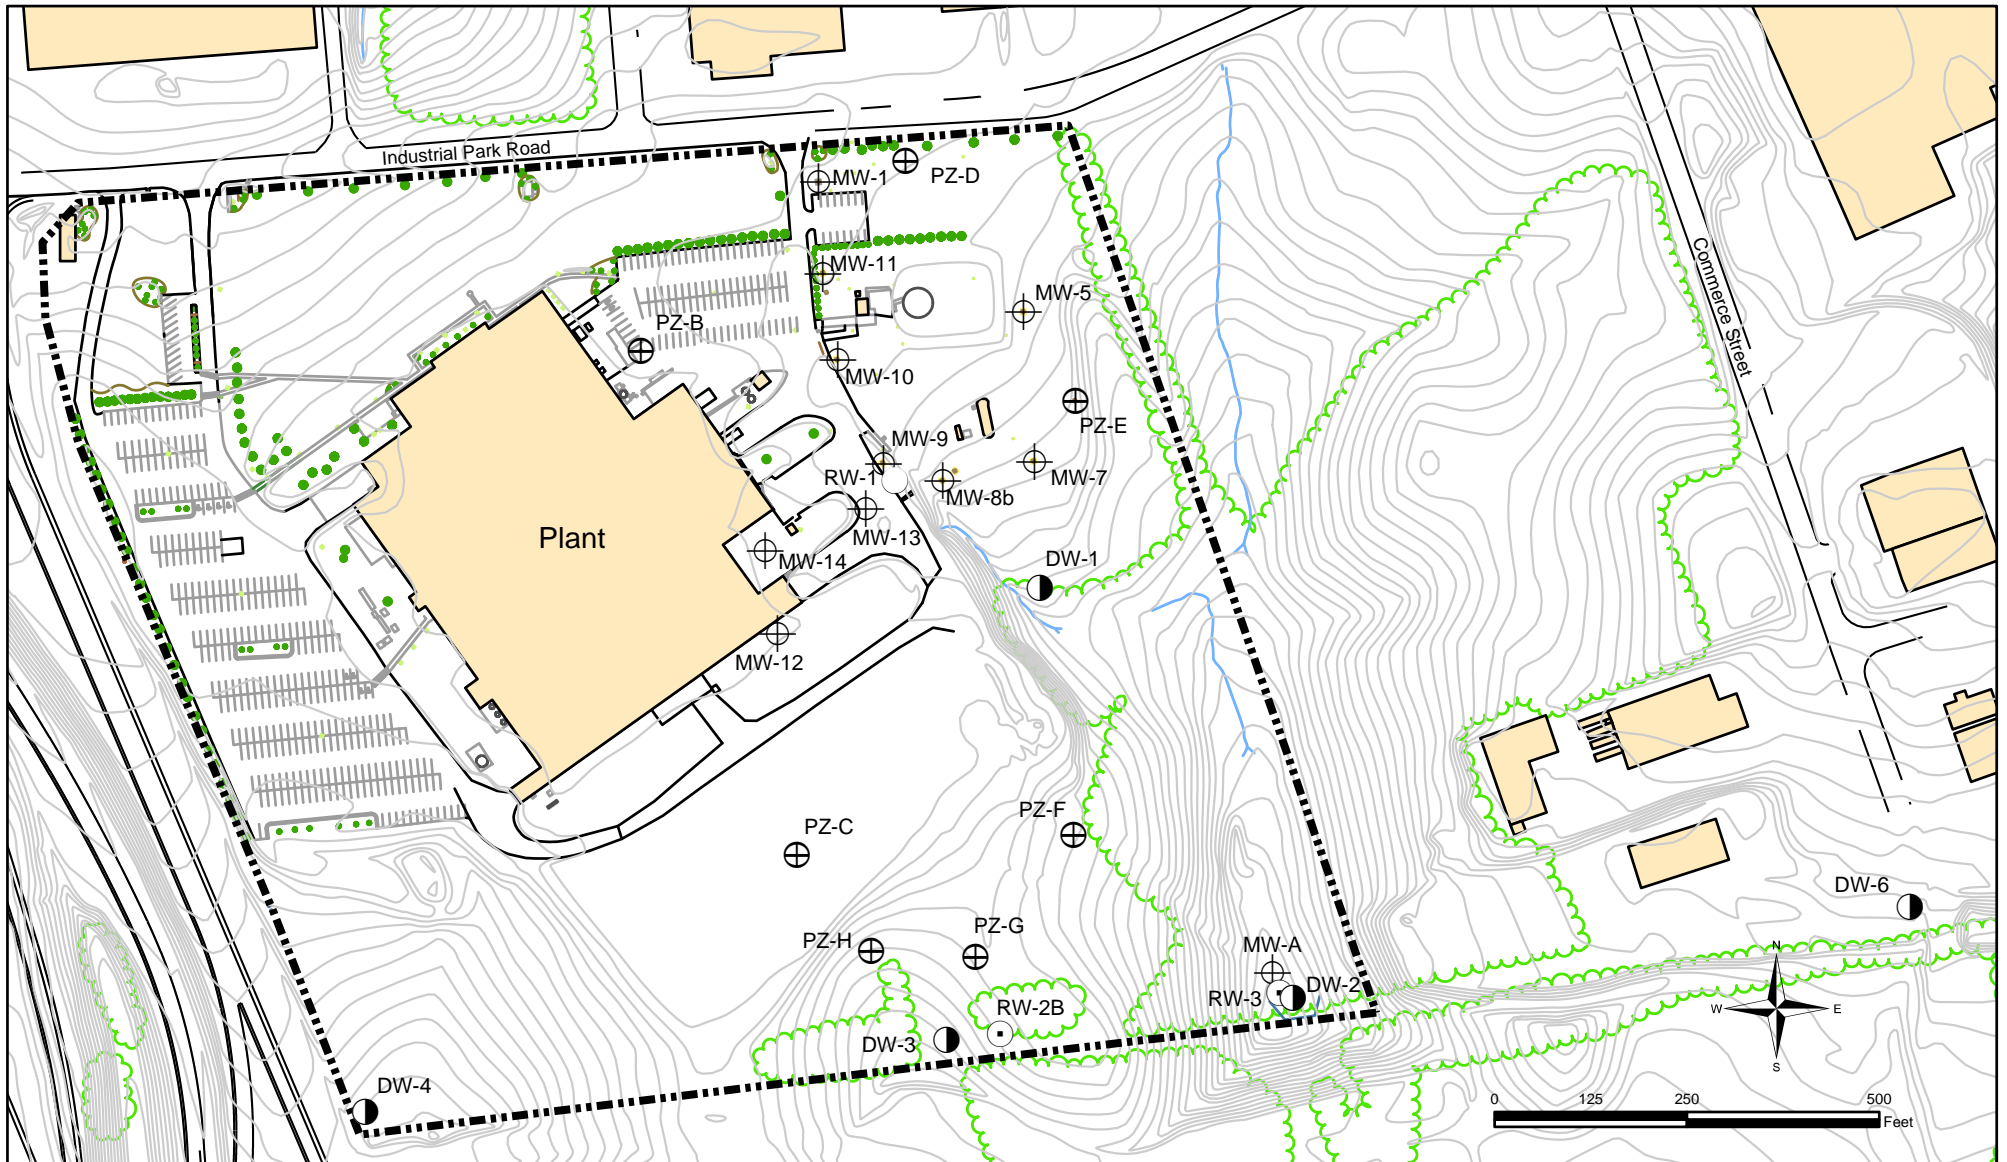 Industrial Park Road
MW-1
PZ-D
Commerce Street
MW-11
MW-5
PZ-B
MW-10
PZ-E
MW-9
RW-1
MW-8b
MW-7
Plant
MW-13
MW-14
DW-1
MW-12
PZ-C
PZ-F
DW-6
PZ-H
PZ-G
MW-A
RW-3
DW-2
RW-2B
DW-3
DW-4
N
W
E
S
0 125 250 500
Feet